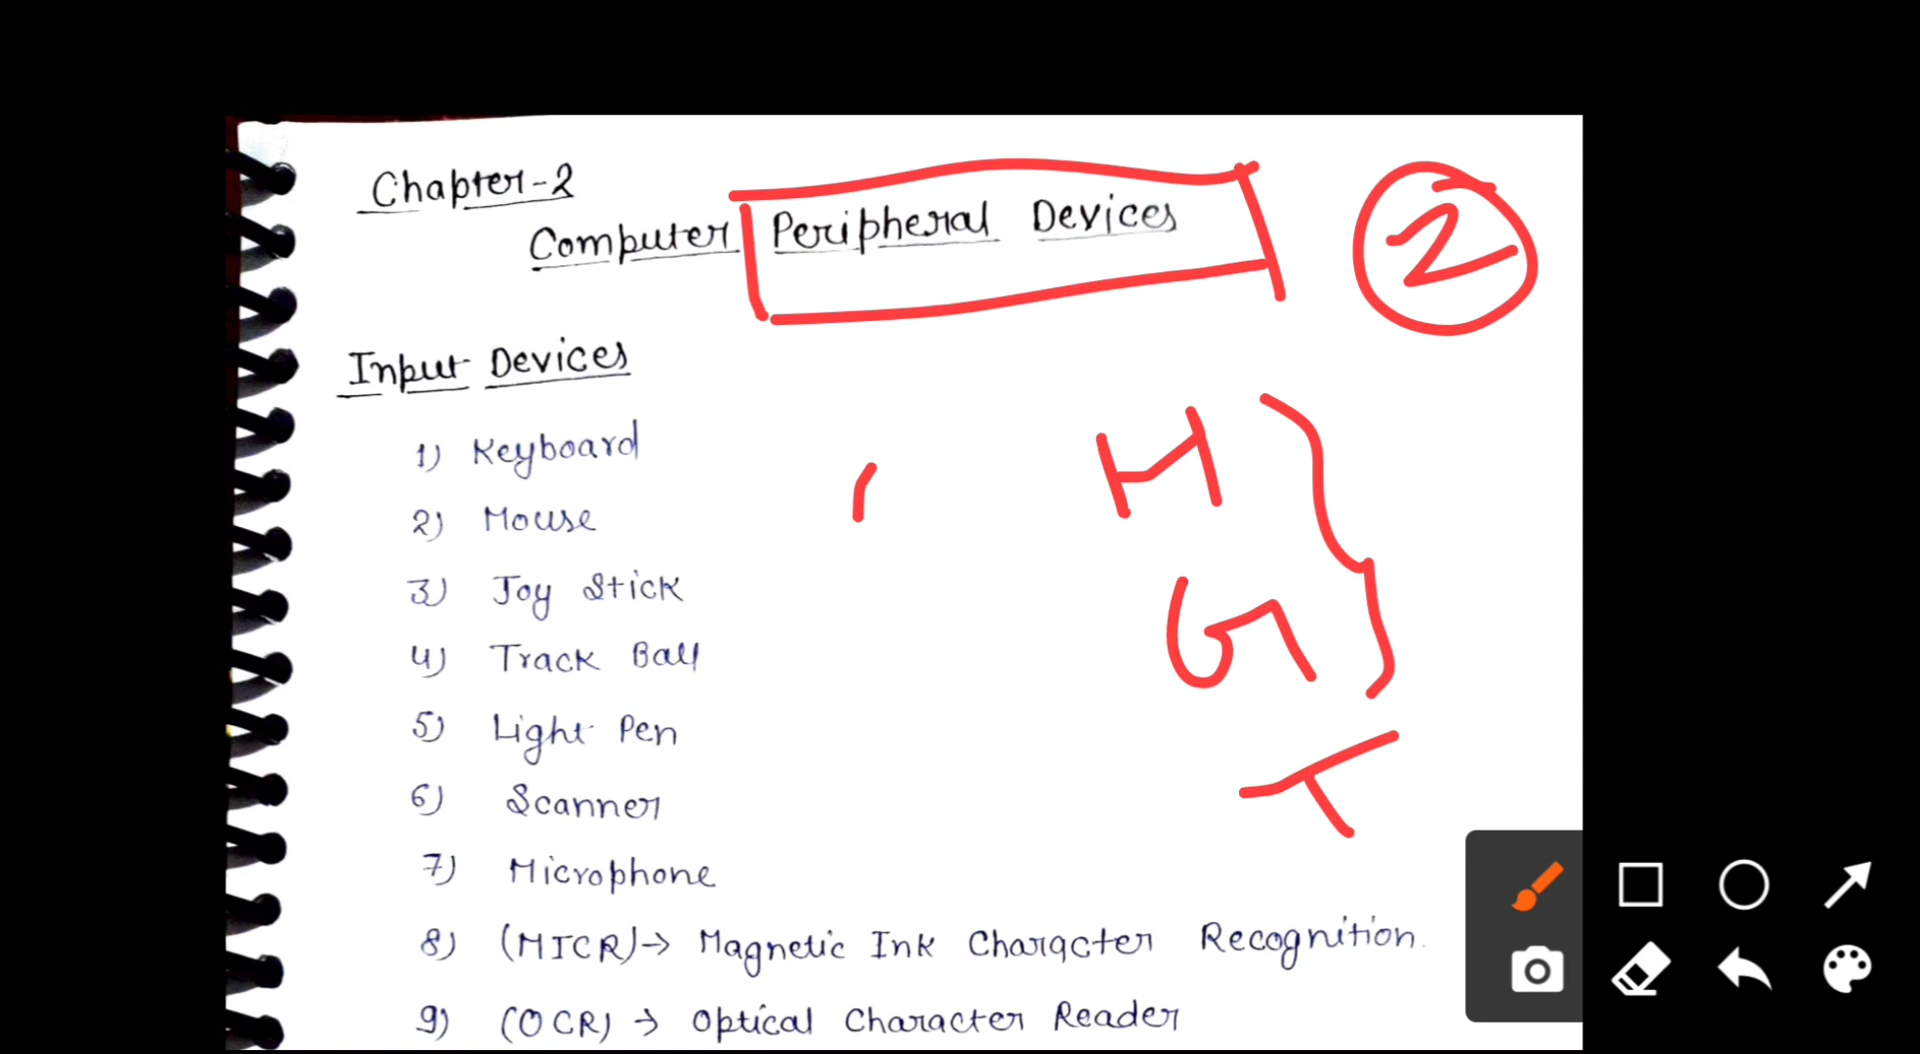 Chapter-2
Computer Peripheral Devices
2
Input Devices
1) Keyboard
2) Mouse
3) Joy Stick
4) Track Ball
5) Light Pen
6) Scanner
7) Microphone
8) (MICR)→ Magnetic Ink Character Recognition.
9) (OCR) → Optical Character Reader
H
G
T